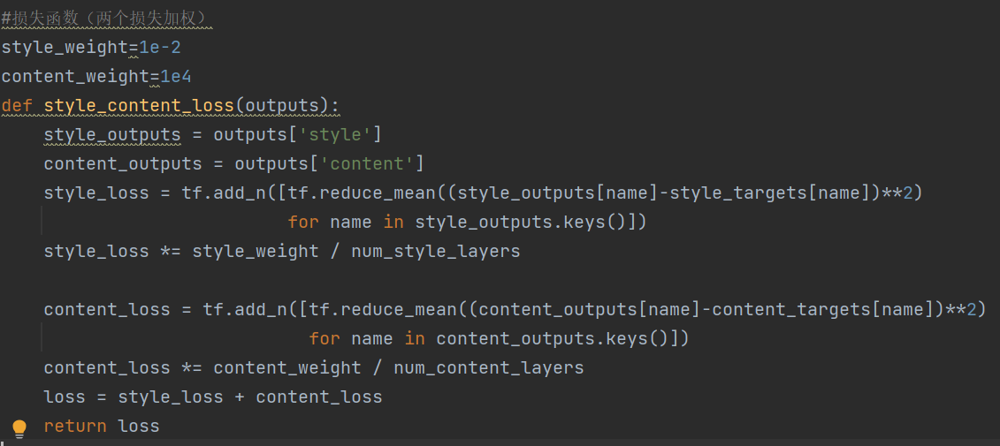 #损失函数（两个损失加权）
style_weight=1e-2
content_weight=1e4
def style_content_loss(outputs):
    style_outputs = outputs['style']
    content_outputs = outputs['content']
    style_loss = tf.add_n([tf.reduce_mean((style_outputs[name]-style_targets[name])**2)
                           for name in style_outputs.keys()])
    style_loss *= style_weight / num_style_layers

    content_loss = tf.add_n([tf.reduce_mean((content_outputs[name]-content_targets[name])**2)
                             for name in content_outputs.keys()])
    content_loss *= content_weight / num_content_layers
    loss = style_loss + content_loss
    return loss